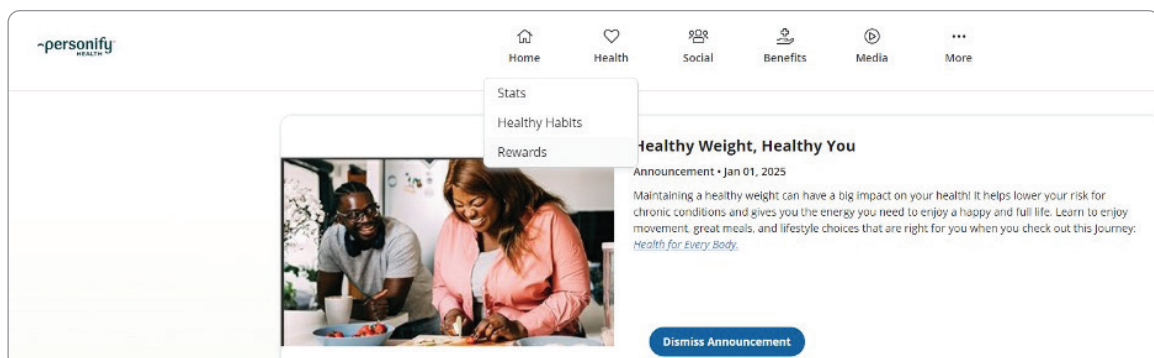 ~personify
HEALTH
Home Health Social Benefits Media More
Stats
Healthy Habits
Rewards
Healthy Weight, Healthy You
Announcement • Jan 01, 2025
Maintaining a healthy weight can have a big impact on your health! It helps lower your risk for
chronic conditions and gives you the energy you need to enjoy a happy and full life. Learn to enjoy
movement, great meals, and lifestyle choices that are right for you when you check out this Journey:
Health for Every Body.
Dismiss Announcement